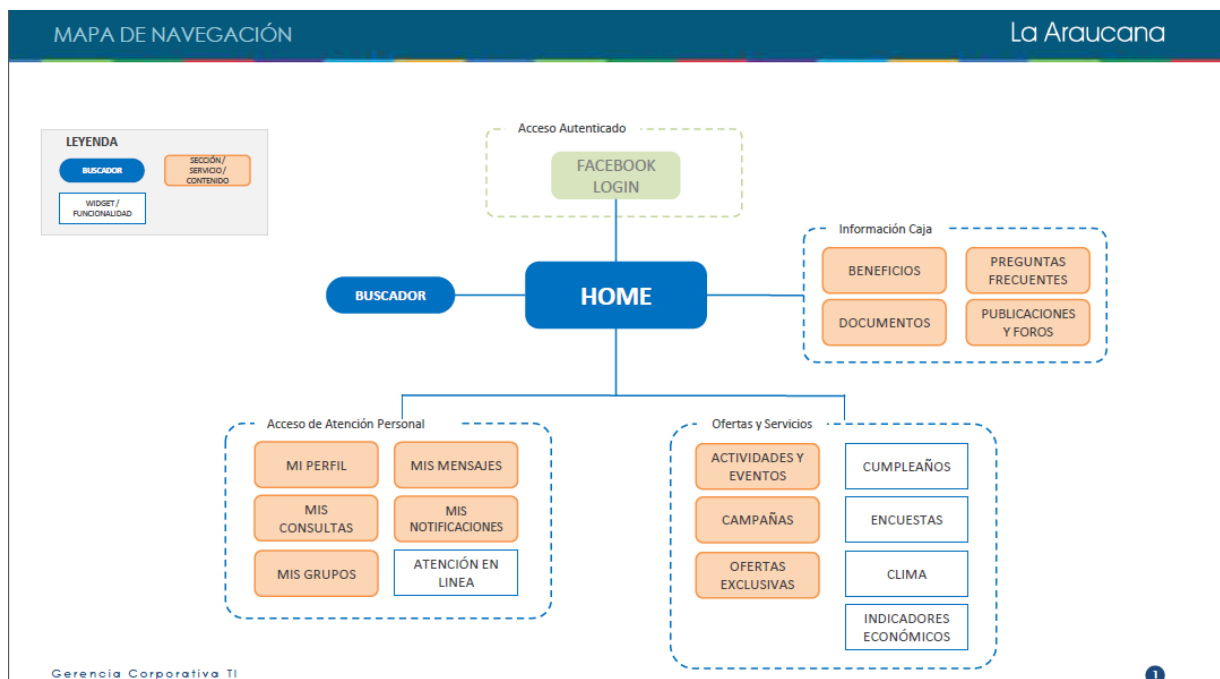 MAPA DE NAVEGACIÓN
La Araucana
LEYENDA
BUSCADOR
SECCIÓN /
SERVICIO /
CONTENIDO
WIDGET /
FUNCIONALIDAD
Acceso Autenticado
FACEBOOK
LOGIN
BUSCADOR
HOME
Información Caja
BENEFICIOS
PREGUNTAS
FRECUENTES
DOCUMENTOS
PUBLICACIONES
Y FOROS
Acceso de Atención Personal
MI PERFIL
MIS MENSAJES
MIS
CONSULTAS
MIS
NOTIFICACIONES
MIS GRUPOS
ATENCIÓN EN
LINEA
Ofertas y Servicios
ACTIVIDADES Y
EVENTOS
CUMPLEAÑOS
CAMPAÑAS
ENCUESTAS
OFERTAS
EXCLUSIVAS
CLIMA
INDICADORES
ECONÓMICOS
Gerencia Corporativa TI
1